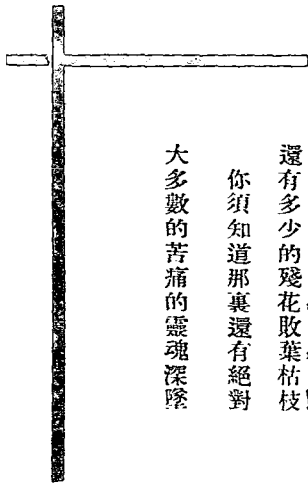 還有多少的殘花敗葉枯枝
你須知道那裏還有絕對
大多數的苦痛的靈魂深墜